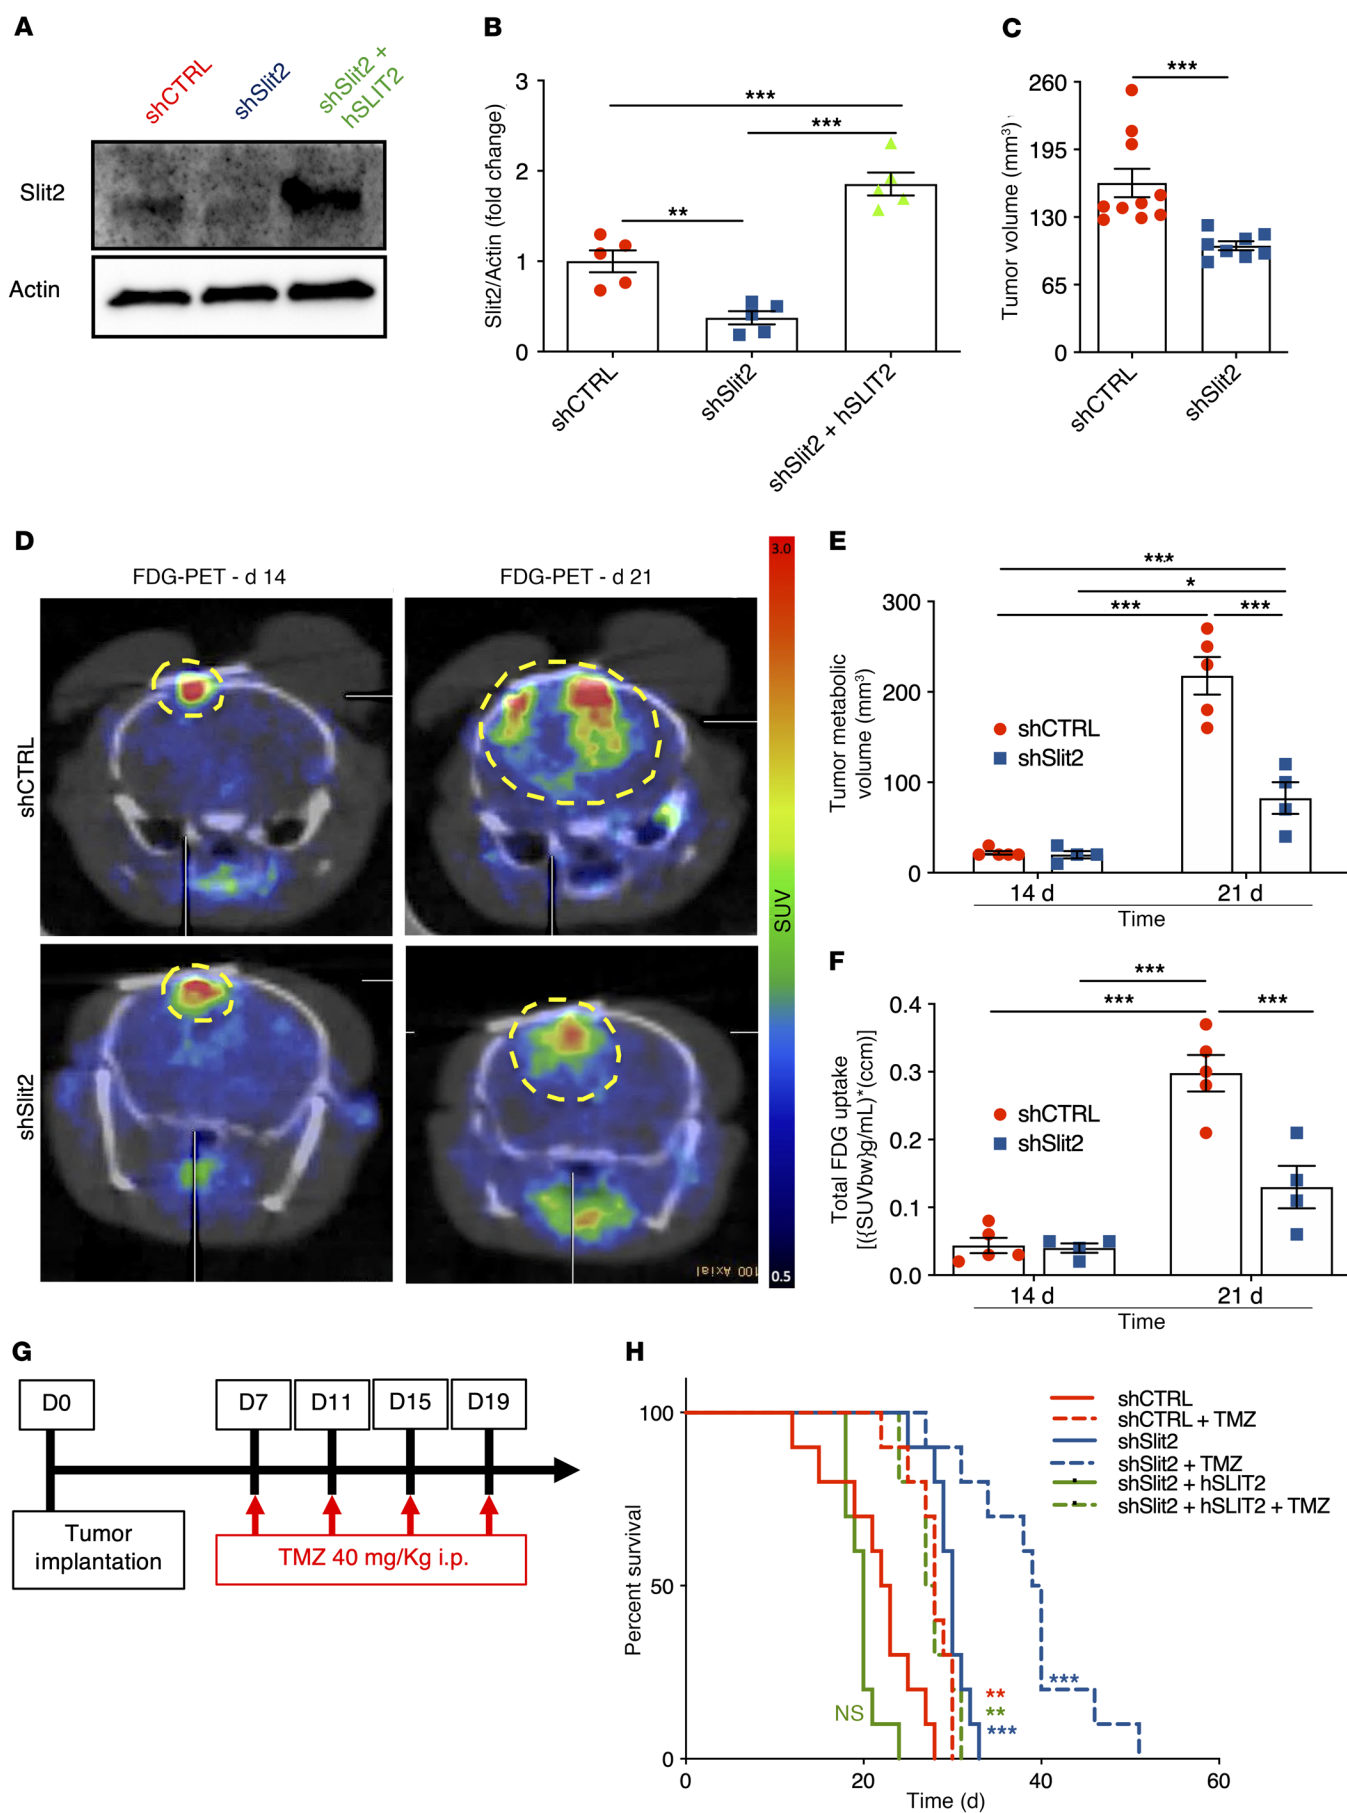 A
shCTRL
shSlit2
shSlit2 +
hSLIT2
Slit2
Actin
B
Slit2/Actin (fold change)
3
2
1
0
***
***
**
shCTRL
shSlit2
shSlit2 + hSLIT2
C
Tumor volume (mm³)
260
195
130
65
0
***
shCTRL
shSlit2
D
FDG-PET - d 14
FDG-PET - d 21
shCTRL
shSlit2
3.0
SUV
0.5
100 Axial
E
Tumor metabolic
volume (mm³)
300
200
100
0
***
*
***
***
shCTRL
shSlit2
14 d
21 d
Time
F
Total FDG uptake
[({SUVbw}g/mL)*(ccm)]
0.4
0.3
0.2
0.1
0.0
***
***
***
shCTRL
shSlit2
14 d
21 d
Time
G
D0
D7
D11
D15
D19
Tumor
implantation
TMZ 40 mg/Kg i.p.
H
Percent survival
100
50
0
0
20
40
60
Time (d)
shCTRL
shCTRL + TMZ
shSlit2
shSlit2 + TMZ
shSlit2 + hSLIT2
shSlit2 + hSLIT2 + TMZ
NS
**
**
***
***